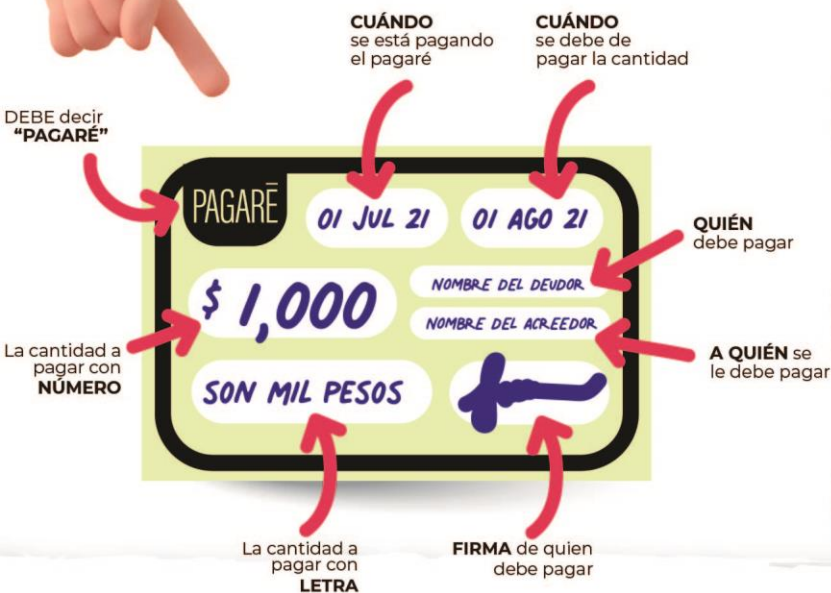 CUÁNDO
se está pagando
el pagaré
CUÁNDO
se debe de
pagar la cantidad
DEBE decir
“PAGARÉ”
PAGARĒ
01 JUL 21
01 AGO 21
QUIÉN
debe pagar
$ 1,000
NOMBRE DEL DEUDOR
NOMBRE DEL ACREEDOR
La cantidad a
pagar con
NÚMERO
A QUIÉN se
le debe pagar
SON MIL PESOS
La cantidad a
pagar con
LETRA
FIRMA de quien
debe pagar